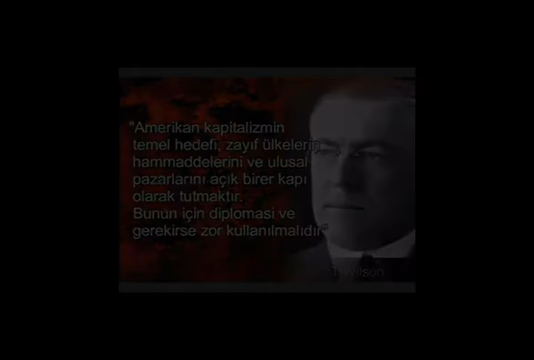 "Amerikan kapitalizmin
temel hedefi, zayıf ülkelerin
hammaddelerini ve ulusal
pazarlarını açık birer kapı
olarak tutmaktır.
Bunun için diplomasi ve
gerekirse zor kullanılmalıdır"
Wilson